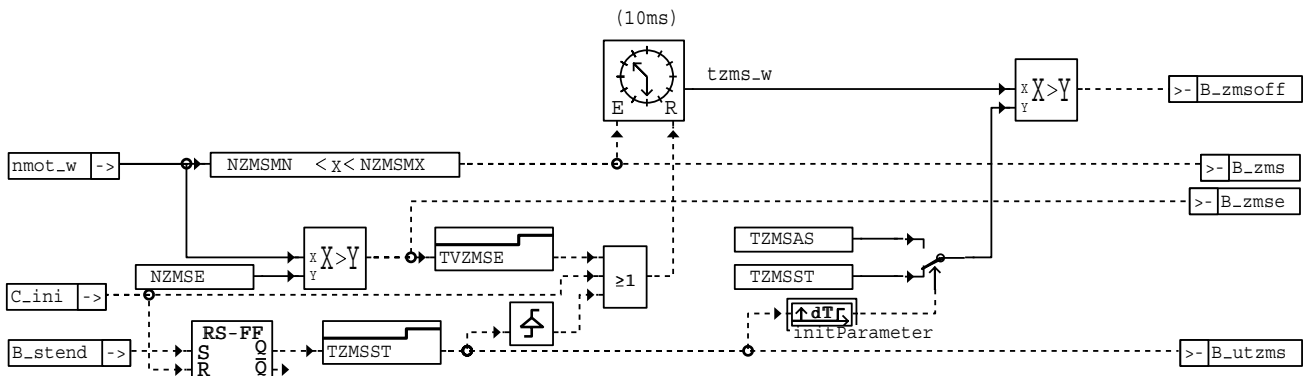 (10ms)
tzms_w
E R
X
Y
X>Y
>- B_zmsoff
nmot_w ->
NZMSMN < x < NZMSMX
>- B_zms
>- B_zmse
X
Y
X>Y
TVZMSE
TZMSAS
NZMSE
≥1
TZMSST
C_ini ->
RS-FF
dT
initParameter
B_stend ->
S Q
TZMSST
>- B_utzms
R Q